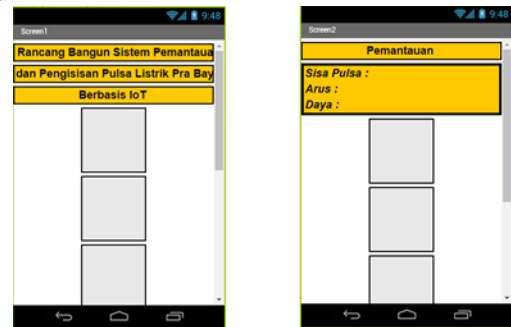 9:48
Screen1
Rancang Bangun Sistem Pemantaua
dan Pengisisan Pulsa Listrik Pra Bay
Berbasis IoT
9:48
Screen2
Pemantauan
Sisa Pulsa :
Arus :
Daya :